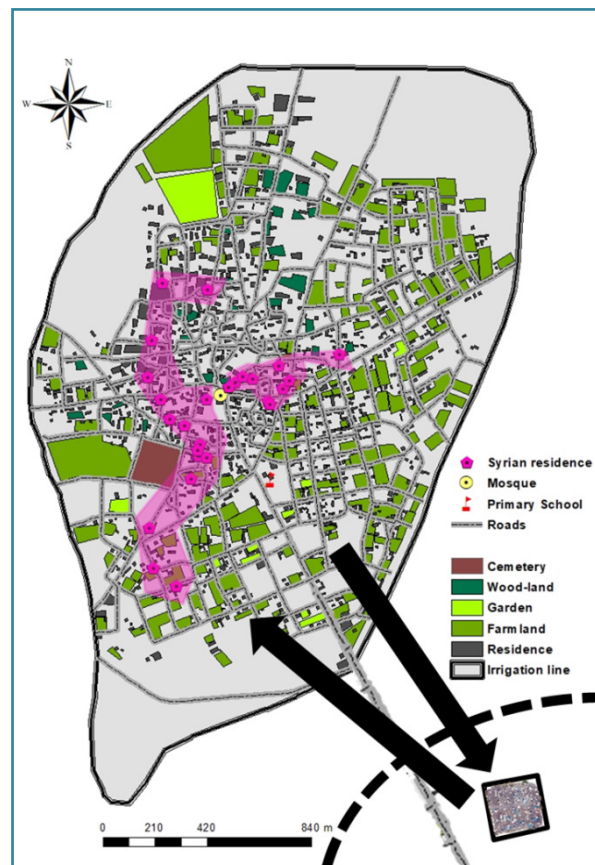 N
W E
S
Syrian residence
Mosque
Primary School
Roads
Cemetery
Wood-land
Garden
Farmland
Residence
Irrigation line
0 210 420 840 m